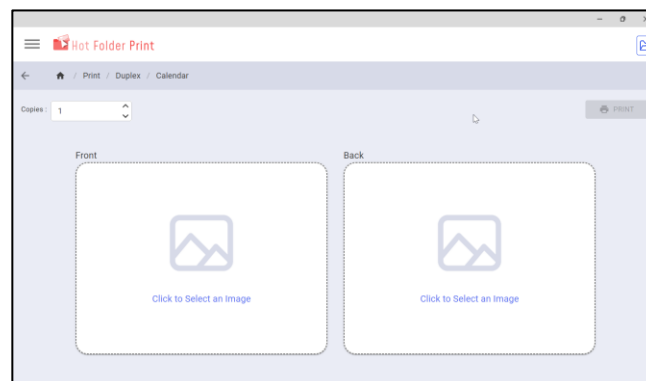 Hot Folder Print
/ Print / Duplex / Calendar
Copies : 1
PRINT
Front
Back
Click to Select an Image
Click to Select an Image